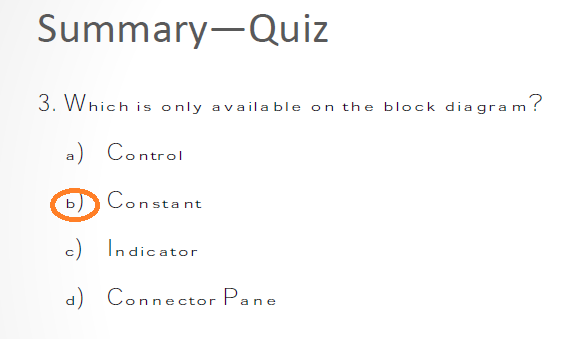 Summary—Quiz
3. Which is only available on the block diagram?
a) Control
b) Constant
c) Indicator
d) Connector Pane